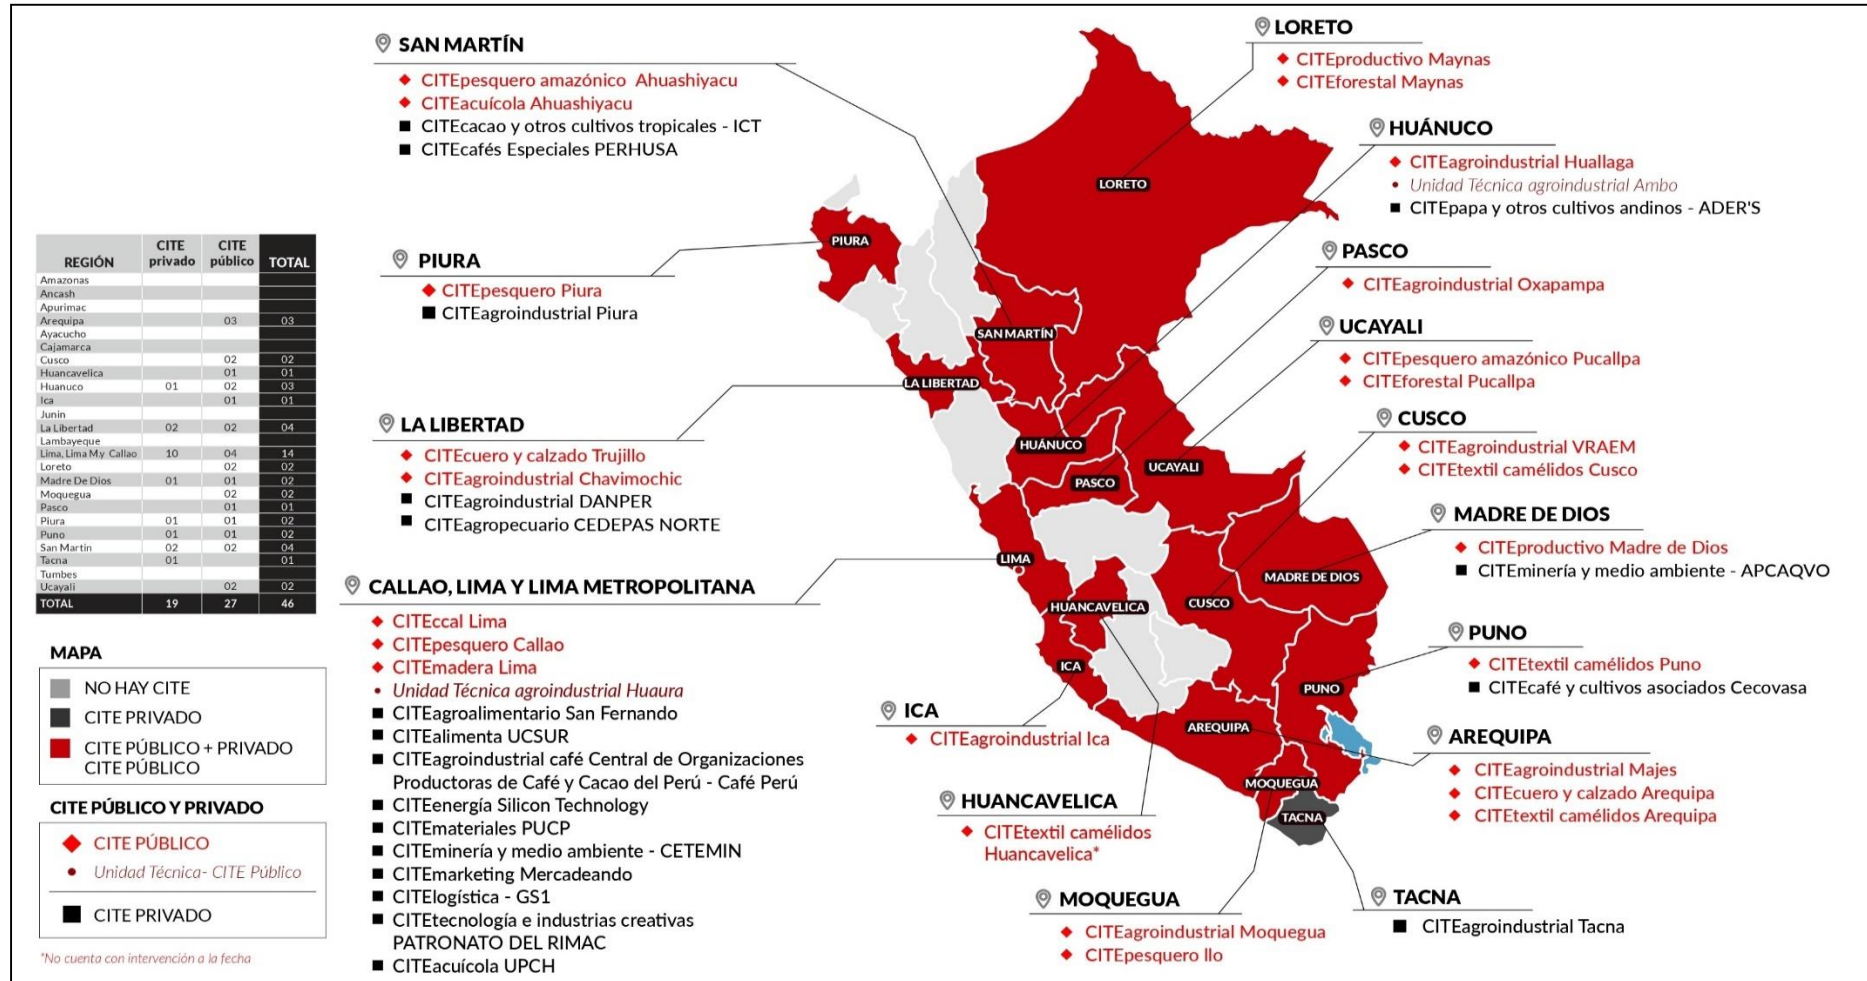 SAN MARTÍN
CITEpesquero amazónico Ahuashiyacu
CITEacuícola Ahuashiyacu
CITEcacao y otros cultivos tropicales - ICT
CITEcafés Especiales PERHUSA
LORETO
CITEproductivo Maynas
CITEforestal Maynas
HUÁNUCO
CITEagroindustrial Huallaga
Unidad Técnica agroindustrial Ambo
CITEpapa y otros cultivos andinos - ADER'S
PIURA
CITEpesquero Piura
CITEagroindustrial Piura
PASCO
CITEagroindustrial Oxapampa
UCAYALI
CITEpesquero amazónico Pucallpa
CITEforestal Pucallpa
LA LIBERTAD
CITEcuero y calzado Trujillo
CITEagroindustrial Chavimochic
CITEagroindustrial DANPER
CITEagropecuario CEDEPAS NORTE
CUSCO
CITEagroindustrial VRAEM
CITEtextil camélidos Cusco
MADRE DE DIOS
CITEproductivo Madre de Dios
CITEminería y medio ambiente - APCAQVO
CALLAO, LIMA Y LIMA METROPOLITANA
CITEccal Lima
CITEpesquero Callao
CITEmadera Lima
Unidad Técnica agroindustrial Huaura
CITEagroalimentario San Fernando
CITEalimenta UCSUR
CITEagroindustrial café Central de Organizaciones
Productoras de Café y Cacao del Perú - Café Perú
CITEenergía Silicon Technology
CITEmateriales PUCP
CITEminería y medio ambiente - CETEMIN
CITEmarketing Mercadeando
CITElogística - GS1
CITEtecnología e industrias creativas
PATRONATO DEL RIMAC
CITEacuícola UPCH
PUNO
CITEtextil camélidos Puno
CITEcafé y cultivos asociados Cecovasa
ICA
CITEagroindustrial Ica
AREQUIPA
CITEagroindustrial Majes
CITEcuero y calzado Arequipa
CITEtextil camélidos Arequipa
HUANCAVELICA
CITEtextil camélidos
Huancavelica*
MOQUEGUA
CITEagroindustrial Moquegua
CITEpesquero Ilo
TACNA
CITEagroindustrial Tacna
LORETO
PIURA
SAN MARTÍN
LA LIBERTAD
HUÁNUCO
UCAYALI
PASCO
LIMA
MADRE DE DIOS
HUANCAVELICA
CUSCO
ICA
PUNO
AREQUIPA
MOQUEGUA
TACNA
REGIÓN CITE privado CITE público TOTAL
Amazonas
Ancash
Apurimac
Arequipa 03 03
Ayacucho
Cajamarca
Cusco 02 02
Huancavelica 01 01
Huanuco 01 02 03
Ica 01 01
Junin
La Libertad 02 02 04
Lambayeque
Lima, Lima M.y Callao 10 04 14
Loreto 02 02
Madre De Dios 01 01 02
Moquegua 02 02
Pasco 01 01
Piura 01 01 02
Puno 01 01 02
San Martín 02 02 04
Tacna 01 01
Tumbes
Ucayali 02 02
TOTAL 19 27 46
MAPA
NO HAY CITE
CITE PRIVADO
CITE PÚBLICO + PRIVADO
CITE PÚBLICO
CITE PÚBLICO Y PRIVADO
CITE PÚBLICO
Unidad Técnica- CITE Público
CITE PRIVADO
*No cuenta con intervención a la fecha